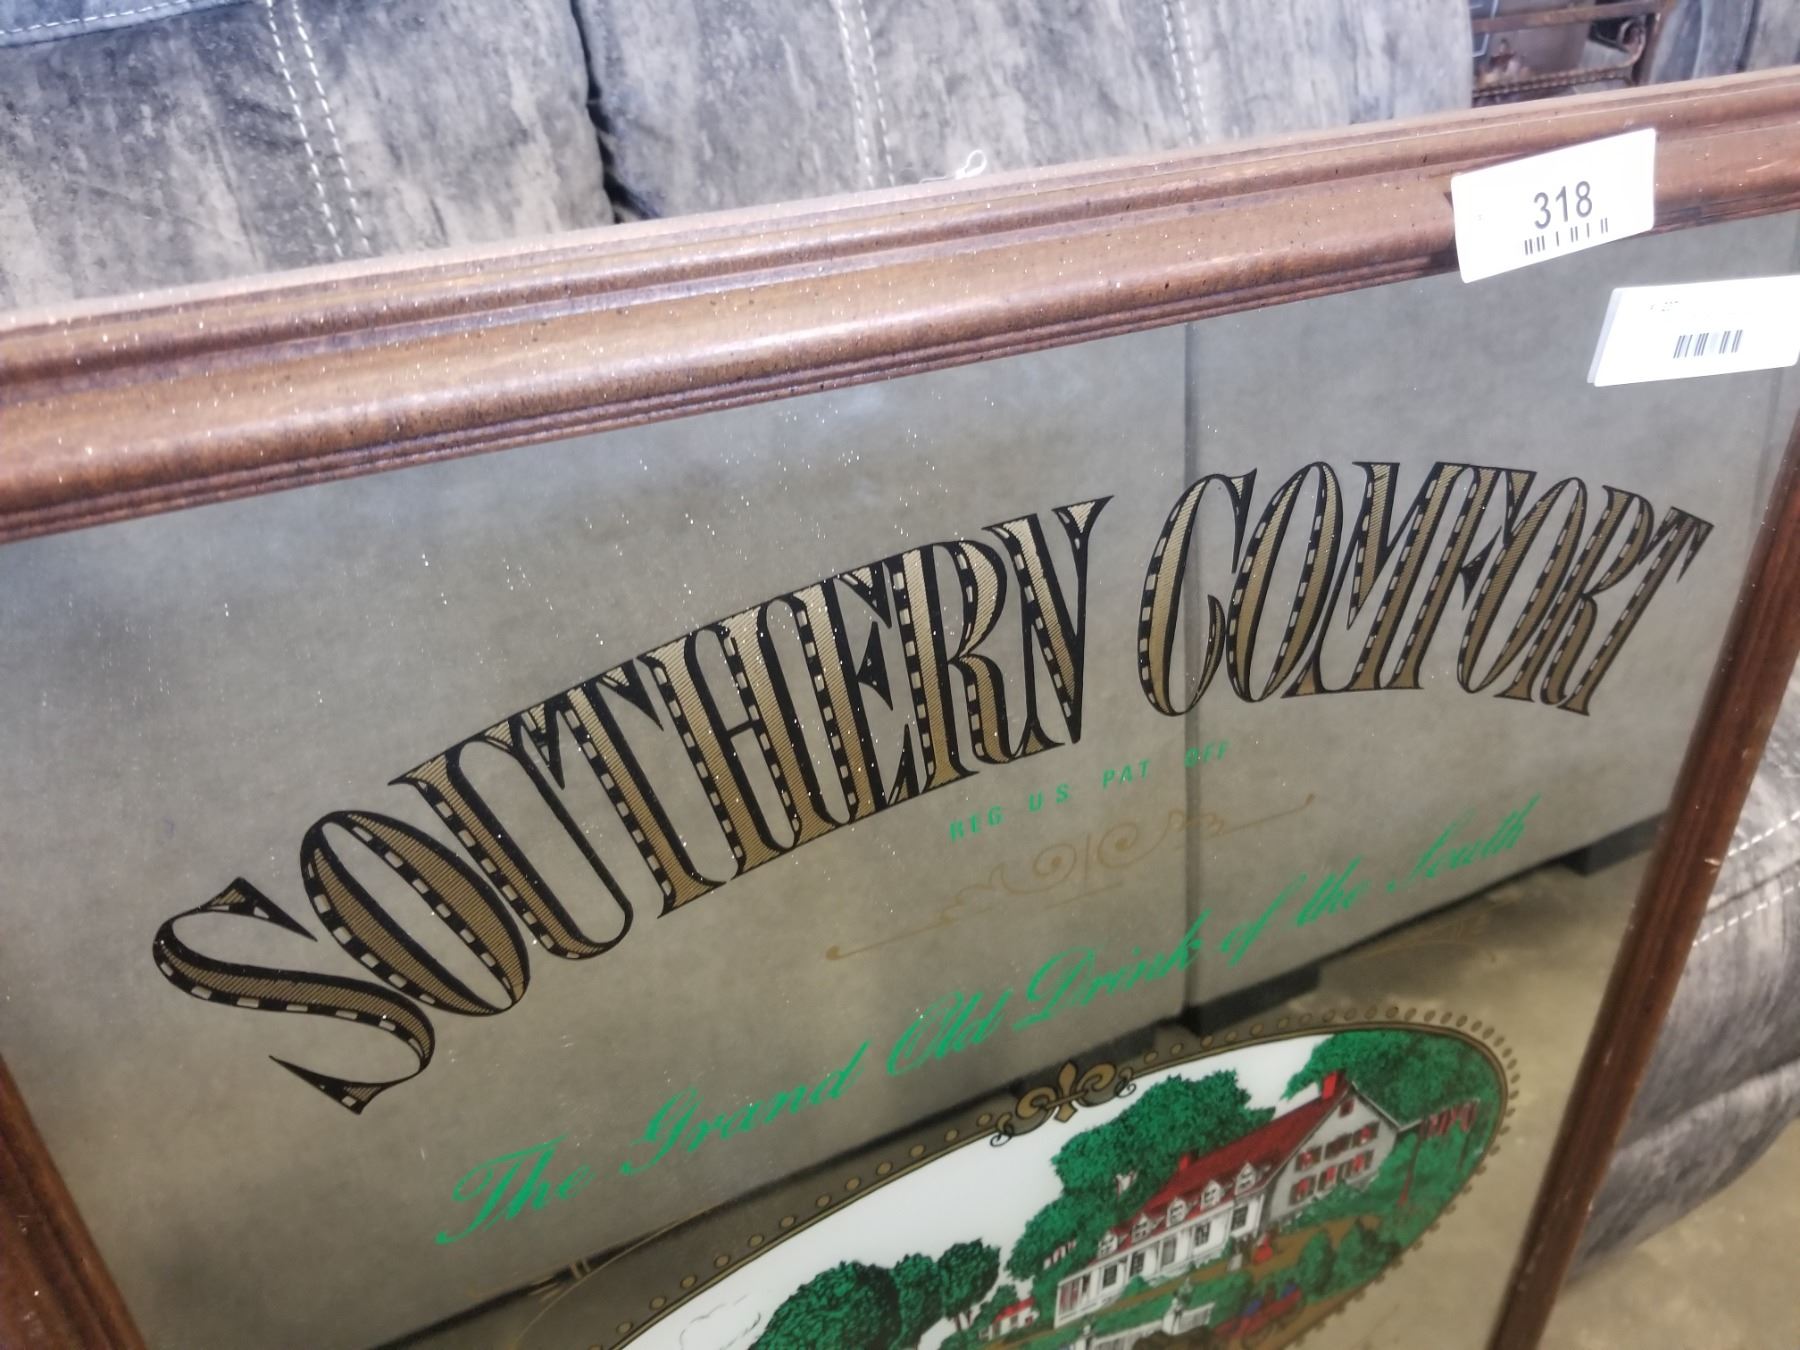 318
SOUTHERN COMFORT
REG U S PAT OFF
The Grand Old Drink of the South